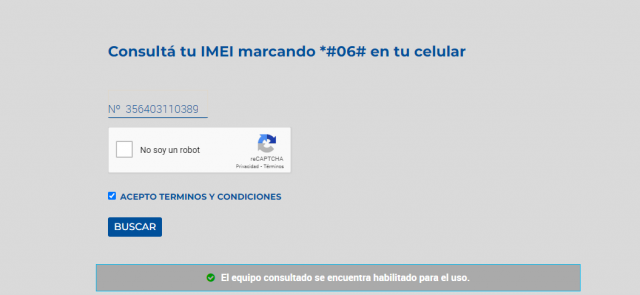 Consultá tu IMEI marcando *#06# en tu celular
Nº 356403110389
No soy un robot
reCAPTCHA
Privacidad - Términos
ACEPTO TERMINOS Y CONDICIONES
BUSCAR
El equipo consultado se encuentra habilitado para el uso.